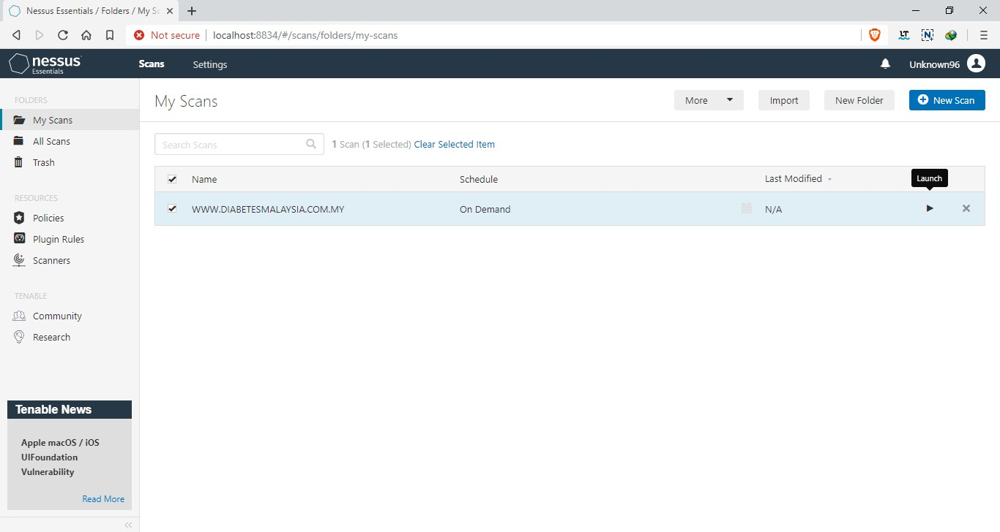 Nessus Essentials / Folders / My Sc
Not secure
localhost:8834/#/scans/folders/my-scans
LT
N
nessus
Essentials
Scans
Settings
Unknown96
FOLDERS
My Scans
All Scans
Trash
RESOURCES
Policies
Plugin Rules
Scanners
TENABLE
Community
Research
Tenable News
Apple macOS / iOS
UIFoundation
Vulnerability
Read More
My Scans
More
Import
New Folder
New Scan
Search Scans
1 Scan (1 Selected) Clear Selected Item
Name
Schedule
Last Modified
Launch
WWW.DIABETESMALAYSIA.COM.MY
On Demand
N/A